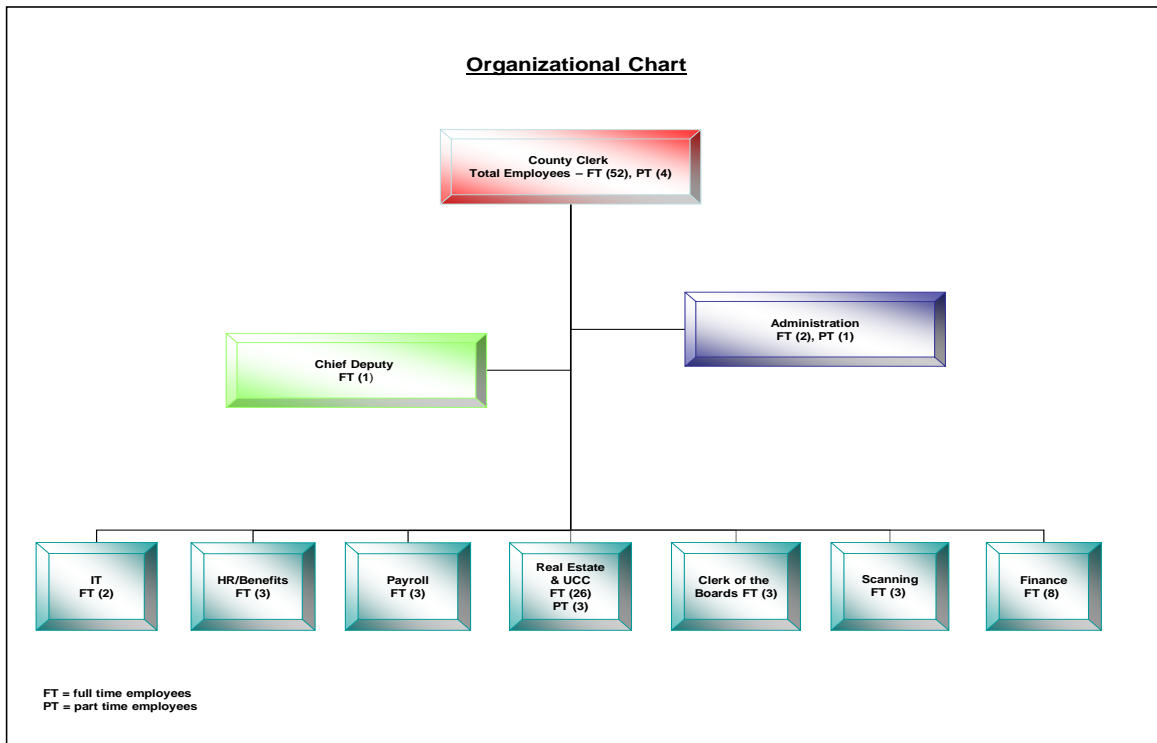 Organizational Chart
County Clerk
Total Employees – FT (52), PT (4)
Administration
FT (2), PT (1)
Chief Deputy
FT (1)
IT
FT (2)
HR/Benefits
FT (3)
Payroll
FT (3)
Real Estate
& UCC
FT (26)
PT (3)
Clerk of the
Boards FT (3)
Scanning
FT (3)
Finance
FT (8)
FT = full time employees
PT = part time employees